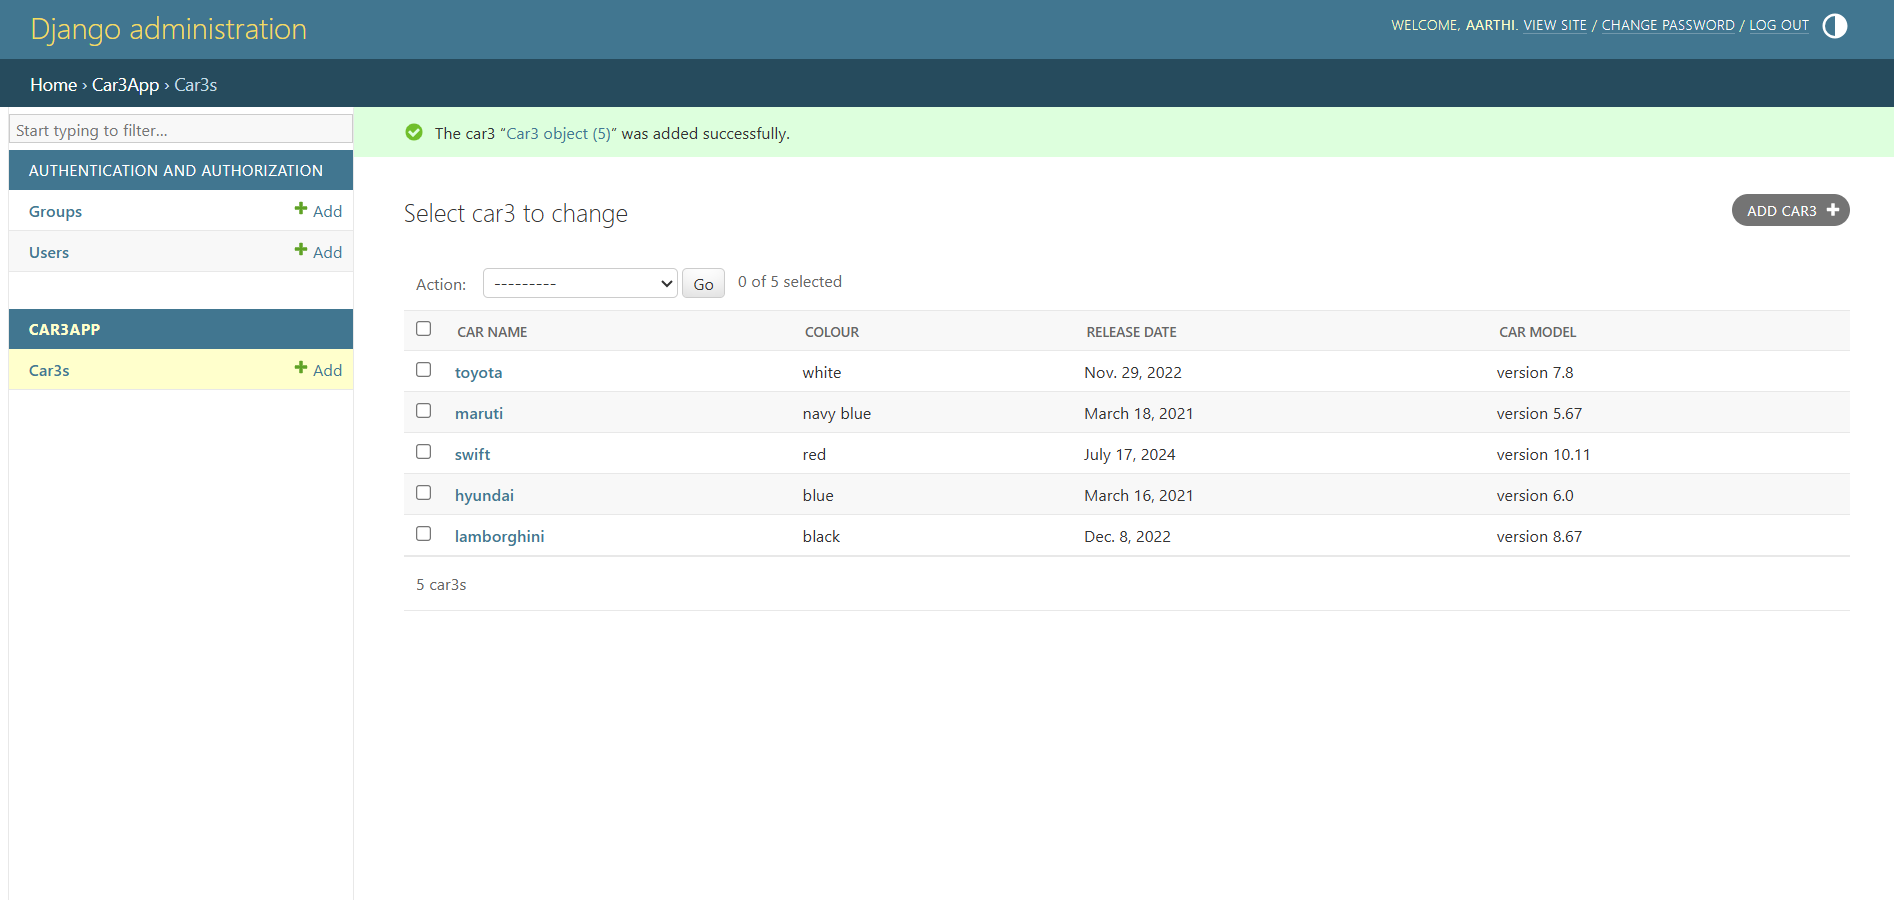 Django administration
WELCOME, AARTHI. VIEW SITE / CHANGE PASSWORD / LOG OUT
Home › Car3App › Car3s
Start typing to filter...
AUTHENTICATION AND AUTHORIZATION
Groups + Add
Users + Add
CAR3APP
Car3s + Add
The car3 “Car3 object (5)” was added successfully.
Select car3 to change
ADD CAR3 +
Action: --------- Go 0 of 5 selected
CAR NAME COLOUR RELEASE DATE CAR MODEL
toyota white Nov. 29, 2022 version 7.8
maruti navy blue March 18, 2021 version 5.67
swift red July 17, 2024 version 10.11
hyundai blue March 16, 2021 version 6.0
lamborghini black Dec. 8, 2022 version 8.67
5 car3s